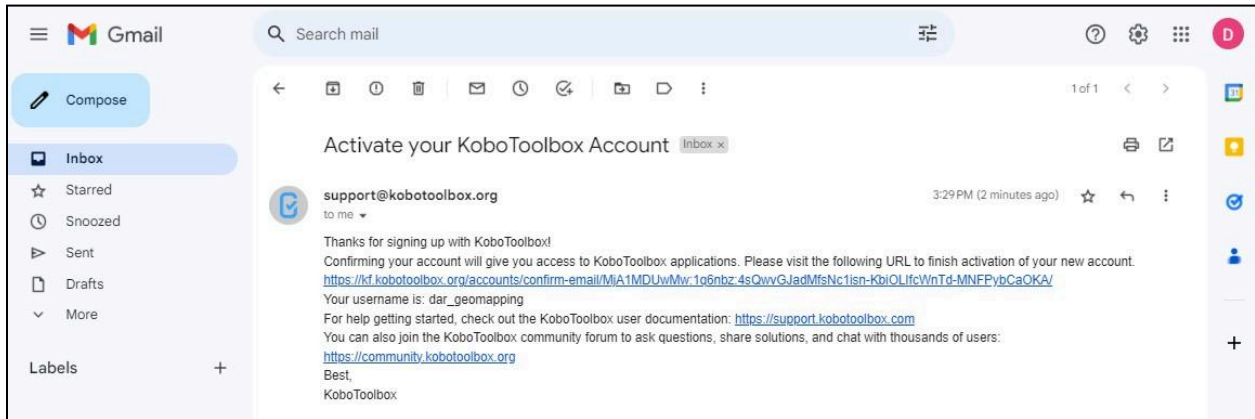 Gmail
Search mail
D
Compose
1 of 1
31
Inbox
Activate your KoboToolbox Account Inbox x
Starred
support@kobotoolbox.org 3:29 PM (2 minutes ago)
to me
Snoozed
Thanks for signing up with KoboToolbox!
Sent
Confirming your account will give you access to KoboToolbox applications. Please visit the following URL to finish activation of your new account.
https://kf.kobotoolbox.org/accounts/confirm-email/MjA1MDUwMw:1q6nbz:4sQwvGJadMfsNc1isn-KbiOLIfcWnTd-MNFPybCaOKA/
Drafts
Your username is: dar_geomapping
For help getting started, check out the KoboToolbox user documentation: https://support.kobotoolbox.com
More
You can also join the KoboToolbox community forum to ask questions, share solutions, and chat with thousands of users:
https://community.kobotoolbox.org
Labels +
Best,
KoboToolbox